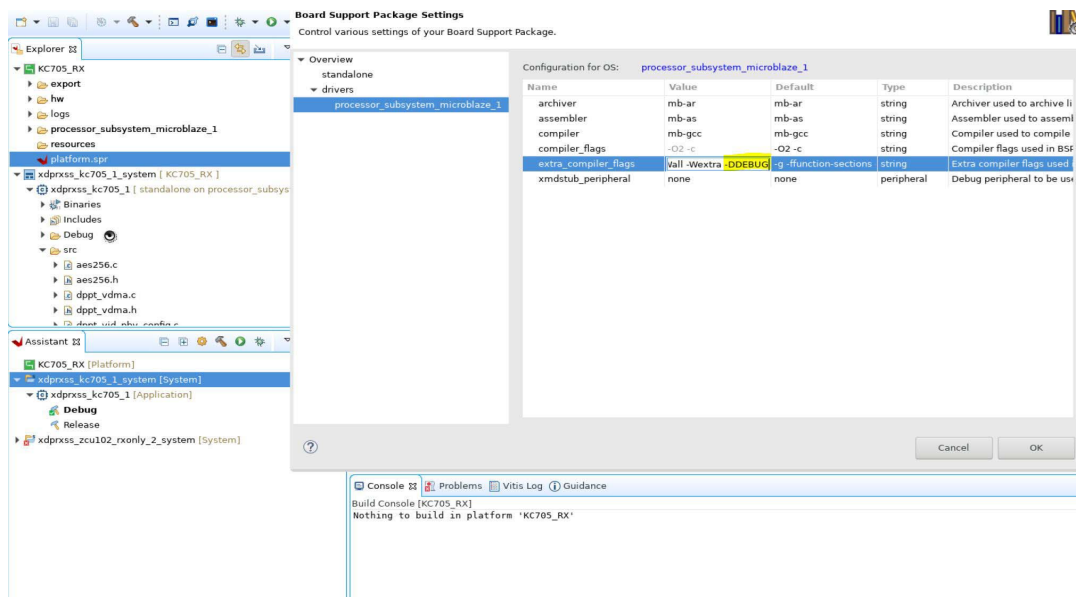 Board Support Package Settings
Control various settings of your Board Support Package.
Explorer
KC705_RX
export
hw
logs
processor_subsystem_microblaze_1
resources
platform.spr
xdprxss_kc705_1_system [ KC705_RX ]
xdprxss_kc705_1 [ standalone on processor_subsys
Binaries
Includes
Debug
src
aes256.c
aes256.h
dppt_vdma.c
dppt_vdma.h
dppt_vid_phy_config.c
Assistant
KC705_RX [Platform]
xdprxss_kc705_1_system [System]
xdprxss_kc705_1 [Application]
Debug
Release
xdprxss_zcu102_rxonly_2_system [System]
Overview
standalone
drivers
processor_subsystem_microblaze_1
Configuration for OS: processor_subsystem_microblaze_1
Name Value Default Type Description
archiver mb-ar mb-ar string Archiver used to archive li
assembler mb-as mb-as string Assembler used to assembl
compiler mb-gcc mb-gcc string Compiler used to compile
compiler_flags -O2 -c -O2 -c string Compiler flags used in BSP
extra_compiler_flags Wall -Wextra -DDEBUG -g -ffunction-sections string Extra compiler flags used i
xmdstub_peripheral none none peripheral Debug peripheral to be use
Cancel OK
Console Problems Vitis Log Guidance
Build Console [KC705_RX]
Nothing to build in platform 'KC705_RX'